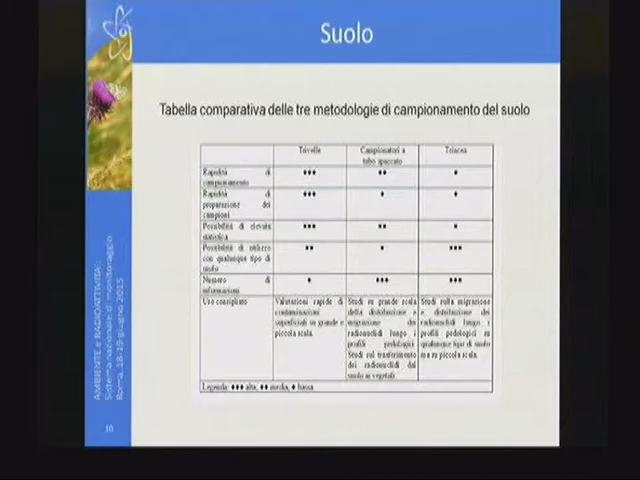 Suolo
Tabella comparativa delle tre metodologie di campionamento del suolo
Trivelle
Campionatori a
tubo spaccato
Trincea
Rapidità di
campionamento
♦♦♦
♦♦
♦
Rapidità di
preparazione dei
campioni
♦♦♦
♦
♦
Possibilità di elevata
statistica
♦♦♦
♦♦
♦
Possibilità di utilizzo
con qualunque tipo di
suolo
♦♦
♦
♦♦♦
Numero di
informazioni
♦
♦♦♦
♦♦♦
Uso consigliato
Valutazioni rapide di
contaminazioni
superficiali su grande e
piccola scala.
Studi su grande scala
della distribuzione e
migrazione dei
radionuclidi lungo i
profili pedologici.
Studi sul trasferimento
dei radionuclidi dal
suolo ai vegetali.
Studi sulla migrazione
e distribuzione dei
radionuclidi lungo i
profili pedologici su
qualunque tipo di suolo
ma su piccola scala.
Legenda: ♦♦♦ alta, ♦♦ media, ♦ bassa
AMBIENTE e RADIOATTIVITA':
Sistema nazionale di monitoraggio
Roma, 18-19 giugno 2015
16